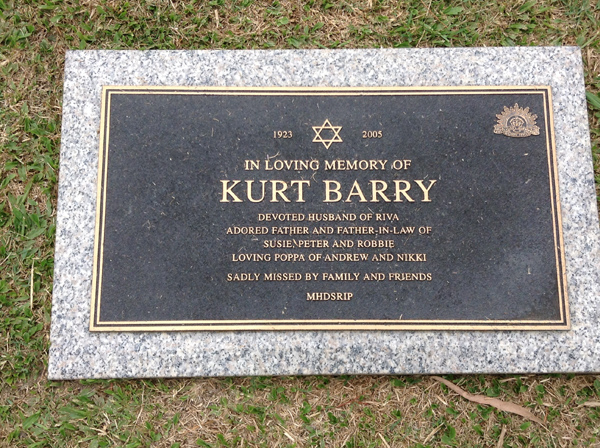 1923 2005
IN LOVING MEMORY OF
KURT BARRY
DEVOTED HUSBAND OF RIVA
ADORED FATHER AND FATHER-IN-LAW OF
SUSIE\PETER AND ROBBIE
LOVING POPPA OF ANDREW AND NIKKI
SADLY MISSED BY FAMILY AND FRIENDS
MHDSRIP